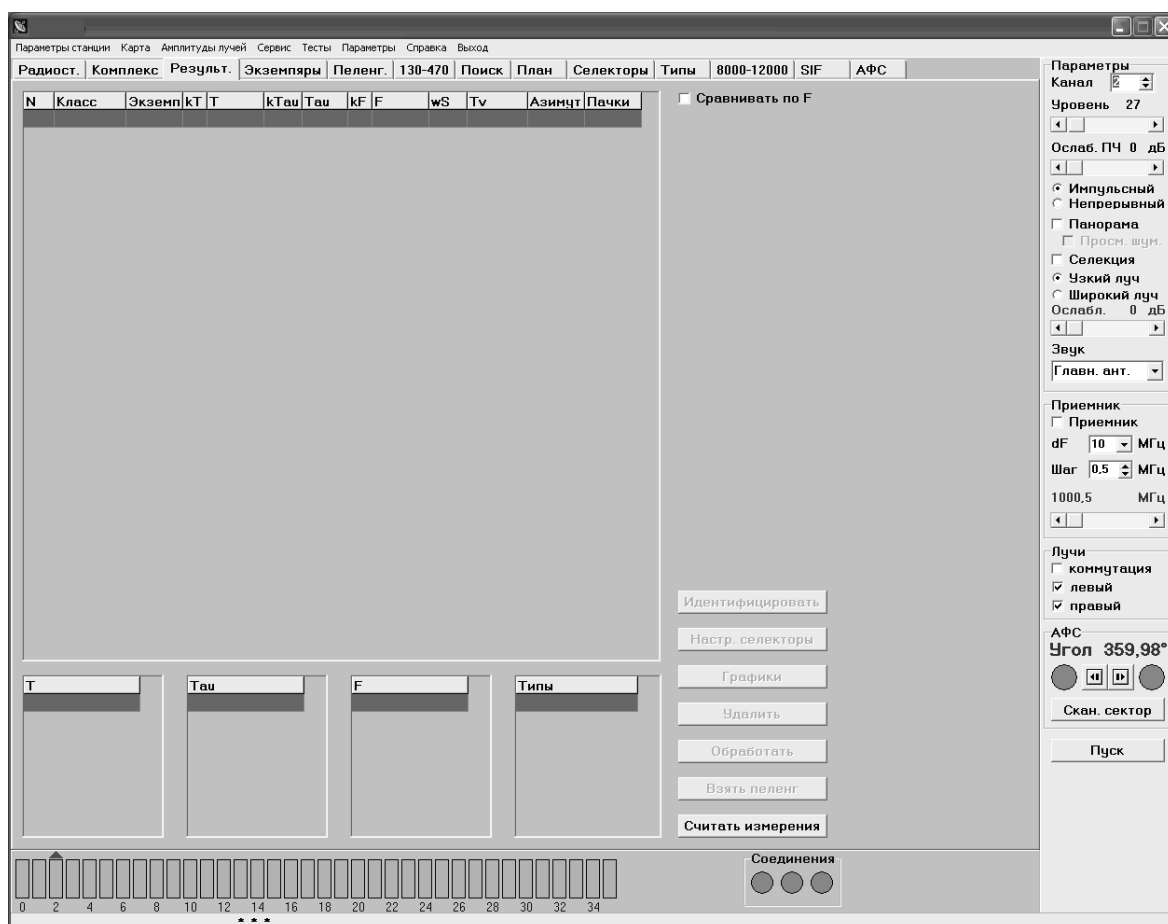 Параметры станции Карта Амплитуды лучей Сервис Тесты Параметры Справка Выход
Радиост. Комплекс Результ. Экземпяры Пеленг. 130-470 Поиск План Селекторы Типы 8000-12000 SIF АФС
N Класс Экземп kT T kTau Tau kF F wS Tv Азимут Пачки
Сравнивать по F
Идентифицировать
Настр. селекторы
Графики
Удалить
Обработать
Взять пеленг
Считать измерения
T Tau F Типы
Соединения
0 2 4 6 8 10 12 14 16 18 20 22 24 26 28 30 32 34
Параметры
Канал 2
Уровень 27
Ослаб. ПЧ 0 дБ
Импульсный
Непрерывный
Панорама
Просм. шум.
Селекция
Узкий луч
Широкий луч
Ослабл. 0 дБ
Звук
Главн. ант.
Приемник
Приемник
dF 10 МГц
Шаг 0,5 МГц
1000,5 МГц
Лучи
коммутация
левый
правый
АФС
Угол 359,98°
Скан. сектор
Пуск